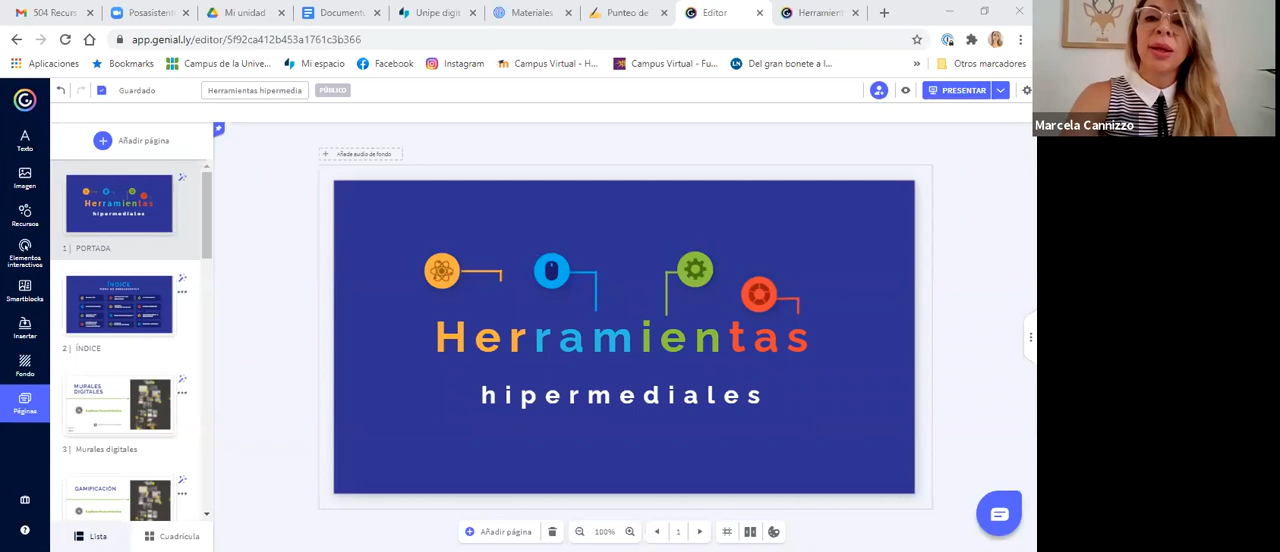 504 Recurs
Posasistent
Mi unidad
Documento
Unipe digit
Materiales
Punteo de
Editor
Herramient
app.genial.ly/editor/5f92ca412b453a1761c3b366
Aplicaciones
Bookmarks
Campus de la Unive...
Mi espacio
Facebook
Instagram
Campus Virtual - H...
Campus Virtual - Fu...
Del gran bonete a l...
»
Otros marcadores
Guardado
Herramientas hipermedia
PÚBLICO
PRESENTAR
Marcela Cannizzo
Texto
Imagen
Recursos
Elementos
interactivos
Smartblocks
Insertar
Fondo
Páginas
Añadir página
Herramientas
hipermediales
1 | PORTADA
ÍNDICE
2 | ÍNDICE
MURALES
DIGITALES
3 | Murales digitales
GAMIFICACIÓN
Lista
Cuadrícula
+ Añade audio de fondo
Herramientas
hipermediales
Añadir página
100%
1